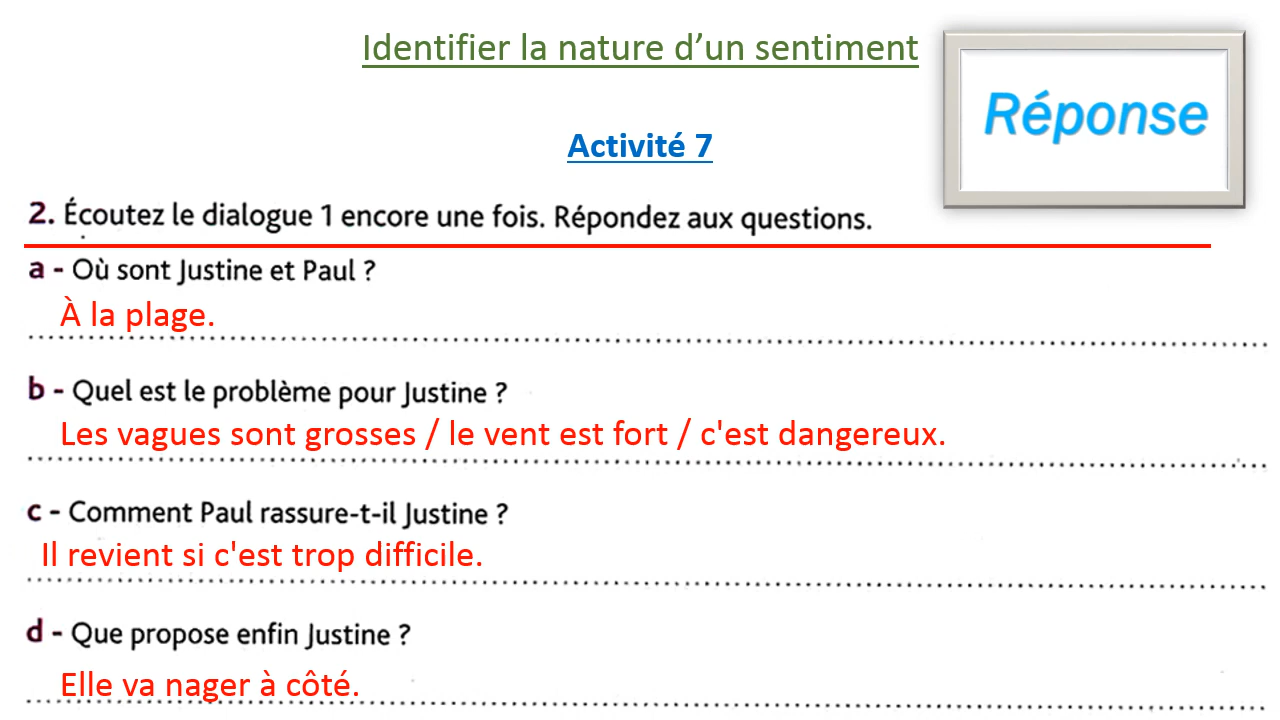 Identifier la nature d’un sentiment
Réponse
Activité 7
2. Écoutez le dialogue 1 encore une fois. Répondez aux questions.
a - Où sont Justine et Paul ?
À la plage.
b - Quel est le problème pour Justine ?
Les vagues sont grosses / le vent est fort / c'est dangereux.
c - Comment Paul rassure-t-il Justine ?
Il revient si c'est trop difficile.
d - Que propose enfin Justine ?
Elle va nager à côté.